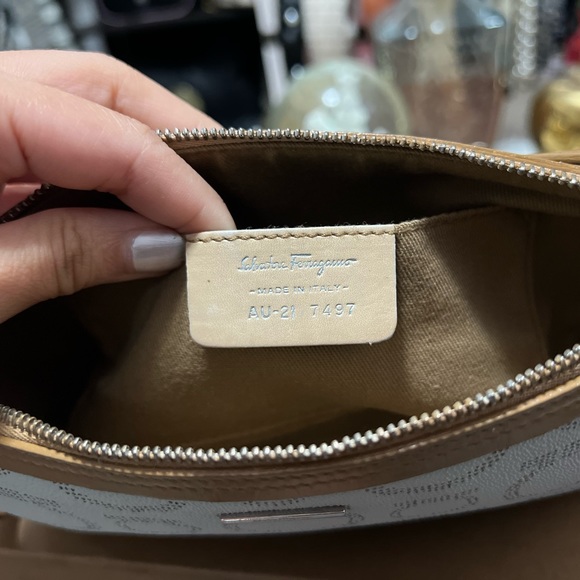 Salvatore Ferragamo
-MADE IN ITALY-
AU-21 7497